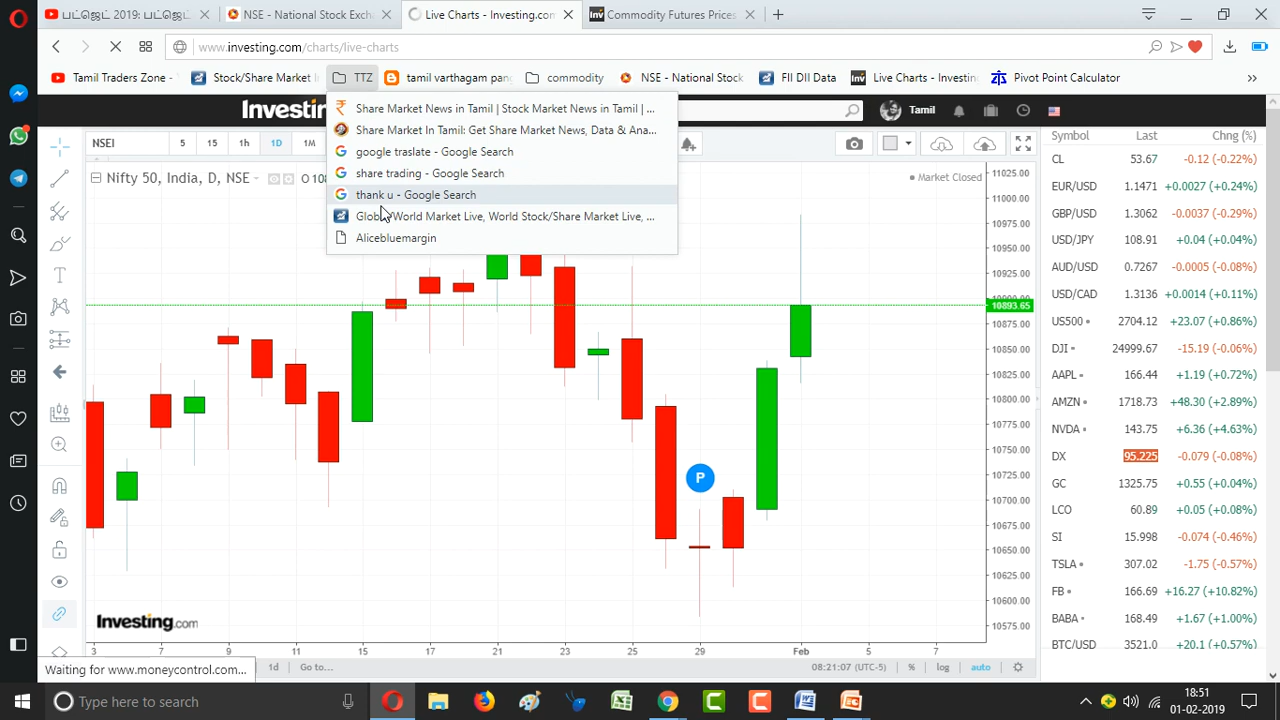 பட்ஜெட் 2019: பட்ஜெட்
NSE - National Stock Exch
Live Charts - Investing.com
Commodity Futures Prices
www.investing.com/charts/live-charts
Tamil Traders Zone -
Stock/Share Market I
TTZ
tamil varthagam pan
commodity
NSE - National Stock
FII DII Data
Live Charts - Investin
Pivot Point Calculator
Share Market News in Tamil | Stock Market News in Tamil | ...
Share Market In Tamil: Get Share Market News, Data & Ana...
google traslate - Google Search
share trading - Google Search
thank u - Google Search
World Market Live, World Stock/Share Market Live, ...
Alicebluemargin
Tamil
NSEI 5 15 1h 1D 1M
Nifty 50, India, D, NSE
Market Closed
11025.00
11000.00
10975.00
10950.00
10925.00
10893.65
10875.00
10850.00
10825.00
10800.00
10775.00
10750.00
10725.00
10700.00
10675.00
10650.00
10625.00
10600.00
10575.00
P
Investing.com
3 7 9 11 15 17 23 25 29 Feb 5 7
Waiting for www.moneycontrol.com...
1d Go to...
08:21:07 (UTC-5) % log auto
Symbol Last Chng (%)
CL 53.67 -0.12 (-0.22%)
EUR/USD 1.1471 +0.0027 (+0.24%)
GBP/USD 1.3062 -0.0037 (-0.29%)
USD/JPY 108.91 +0.04 (+0.04%)
AUD/USD 0.7267 -0.0005 (-0.08%)
USD/CAD 1.3136 +0.0014 (+0.11%)
US500 2704.12 +23.07 (+0.86%)
DJI 24999.67 -15.19 (-0.06%)
AAPL 166.44 +1.19 (+0.72%)
AMZN 1718.73 +48.30 (+2.89%)
NVDA 143.75 +6.36 (+4.63%)
DX 95.225 -0.079 (-0.08%)
GC 1325.75 +0.55 (+0.04%)
LCO 60.89 +0.05 (+0.08%)
SI 15.998 -0.074 (-0.46%)
TSLA 307.02 -1.75 (-0.57%)
FB 166.69 +16.27 (+10.82%)
BABA 168.49 +1.67 (+1.00%)
BTC/USD 3521.0 +20.1 (+0.57%)
Type here to search
18:51
01-02-2019